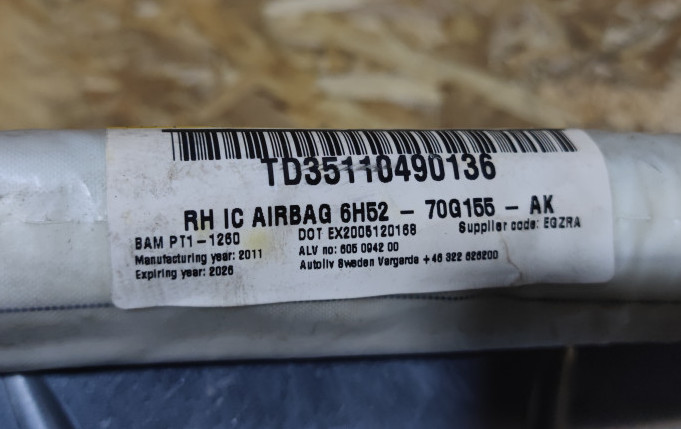 TD35110490136
RH IC AIRBAG 6H52 - 70G155 - AK
BAM PT1-1260
DOT EX2005120168
Supplier code: EGZRA
Manufacturing year: 2011
ALV no: 605 0942 00
Expiring year: 2026
Autoliv Sweden Vargarda +46 322 626200